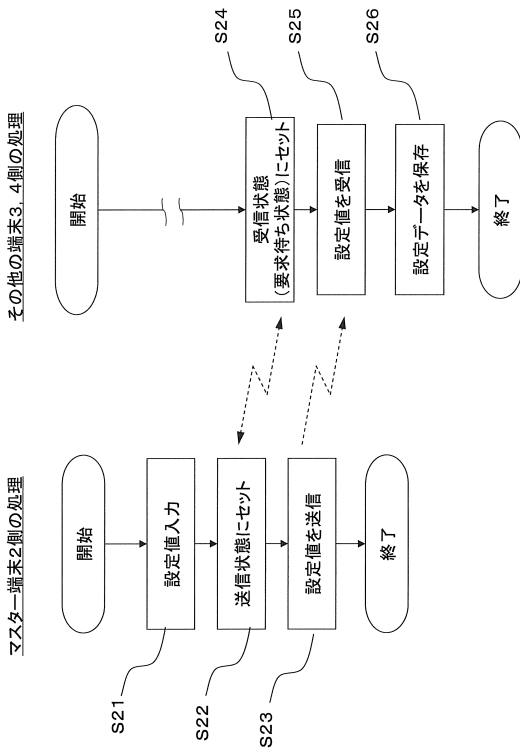 マスター端末2側の処理
開始
S21
設定値入力
S22
送信状態にセット
S23
設定値を送信
終了
その他の端末3, 4側の処理
開始
S24
受信状態
(要求待ち状態)にセット
S25
設定値を受信
S26
設定データを保存
終了